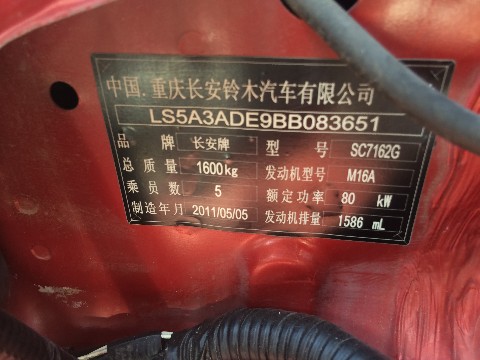 中国.重庆长安铃木汽车有限公司
LS5A3ADE9BB083651
品牌 长安牌 型号 SC7162G
总质量 1600kg 发动机型号 M16A
乘员数 5 额定功率 80 kW
制造年月 2011/05/05 发动机排量 1586 mL